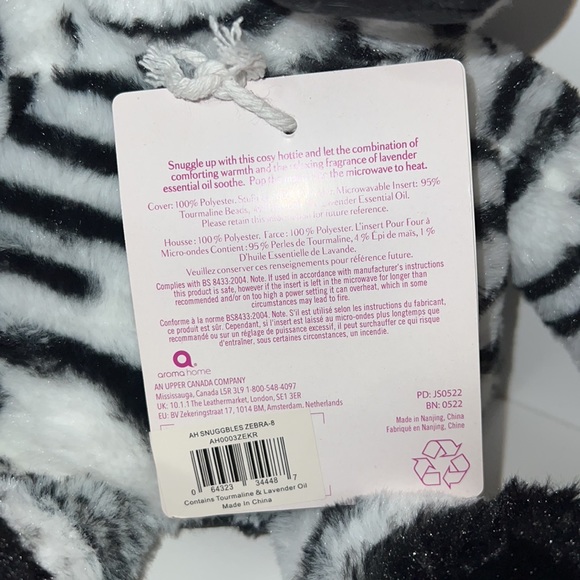 Snuggle up with this cosy hottie and let the combination of
comforting warmth and the relaxing fragrance of lavender
essential oil soothe. Pop the the microwave to heat.
Cover: 100% Polyester. Microwavable Insert: 95%
Tourmaline Beads, Lavender Essential Oil.
Please retain this for future reference.
Housse : 100% Polyester. Farce : 100% Polyester. L'insert Pour Four à
Micro-ondes Contient : 95% Perles de Tourmaline, 4% Épi de maïs, 1%
D'huile Essentielle de Lavande.
Veuillez conserver ces renseignements pour référence future.
Complies with BS 8433:2004. Note. If used in accordance with manufacturer's instructions
this product is safe, however if the insert is left in the microwave for longer than
recommended and/or on too high a power setting it can overheat, which in some
circumstances may lead to fire.
Conforme à la norme BS8433:2004. Note. S'il est utilisé selon les instructions du fabricant,
ce produit est sûr. Cependant, si l'insert est laissé au micro-ondes plus longtemps que
recommandé ou sur un réglage de puissance excessif, il peut surchauffer ce qui risque
d'entraîner, sous certaines circonstances, un incendie.
aroma home
AN UPPER CANADA COMPANY
Mississauga, Canada L5R 3L9 1-800-548-4097
UK: 10.1.1 The Leathermarket, London, SE1 3ER
EU: BV Zekeringstraat 17, 1014 BM, Amsterdam, Netherlands
PD: JS0522
BN: 0522
Made in Nanjing, China
Fabriqué en Nanjing, Chine
AH SNUGGBLES ZEBRA-8
AH0003ZEKR
0 64323 34448 7
Contains Tourmaline & Lavender Oil
Made In China